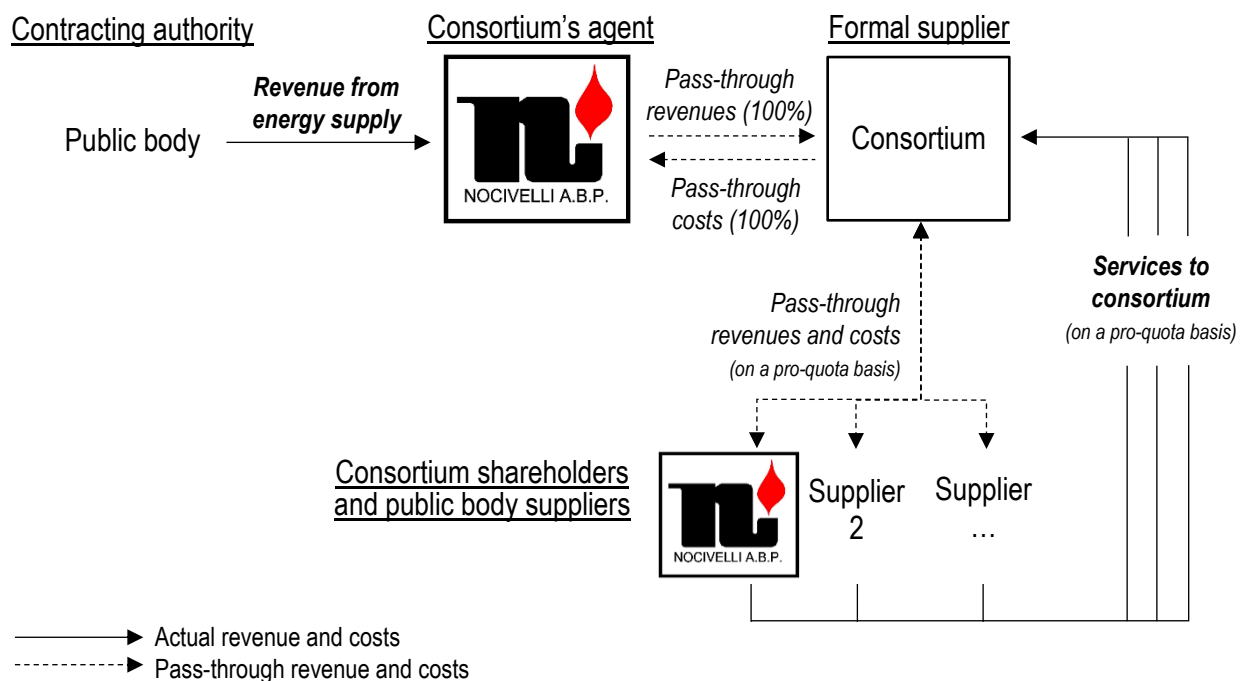 Contracting authority
Consortium's agent
Formal supplier
Public body
Revenue from
energy supply
NOCIVELLI A.B.P.
Pass-through
revenues (100%)
Pass-through
costs (100%)
Consortium
Pass-through
revenues and costs
(on a pro-quota basis)
Services to
consortium
(on a pro-quota basis)
Consortium shareholders
and public body suppliers
NOCIVELLI A.B.P.
Supplier
2
Supplier
...
Actual revenue and costs
Pass-through revenue and costs